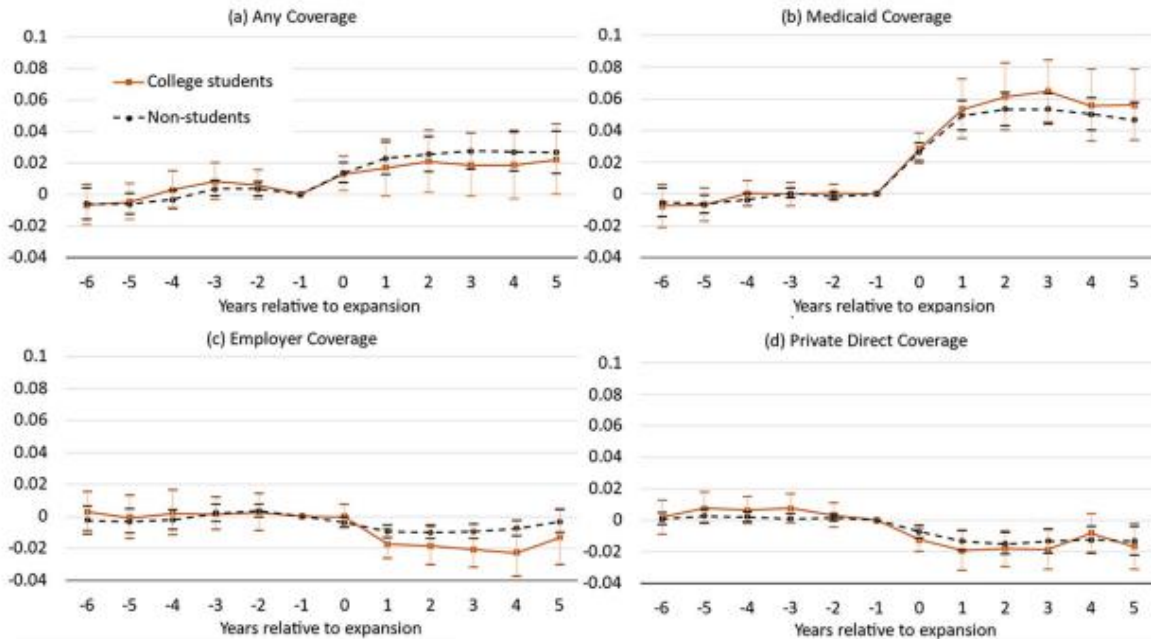 (a) Any Coverage
0.1
0.08
0.06
0.04
0.02
0
-0.02
-0.04
College students
Non-students
-6 -5 -4 -3 -2 -1 0 1 2 3 4 5
Years relative to expansion
(b) Medicaid Coverage
0.1
0.08
0.06
0.04
0.02
0
-0.02
-0.04
-6 -5 -4 -3 -2 -1 0 1 2 3 4 5
Years relative to expansion
(c) Employer Coverage
0.1
0.08
0.06
0.04
0.02
0
-0.02
-0.04
-6 -5 -4 -3 -2 -1 0 1 2 3 4 5
Years relative to expansion
(d) Private Direct Coverage
0.1
0.08
0.06
0.04
0.02
0
-0.02
-0.04
-6 -5 -4 -3 -2 -1 0 1 2 3 4 5
Years relative to expansion